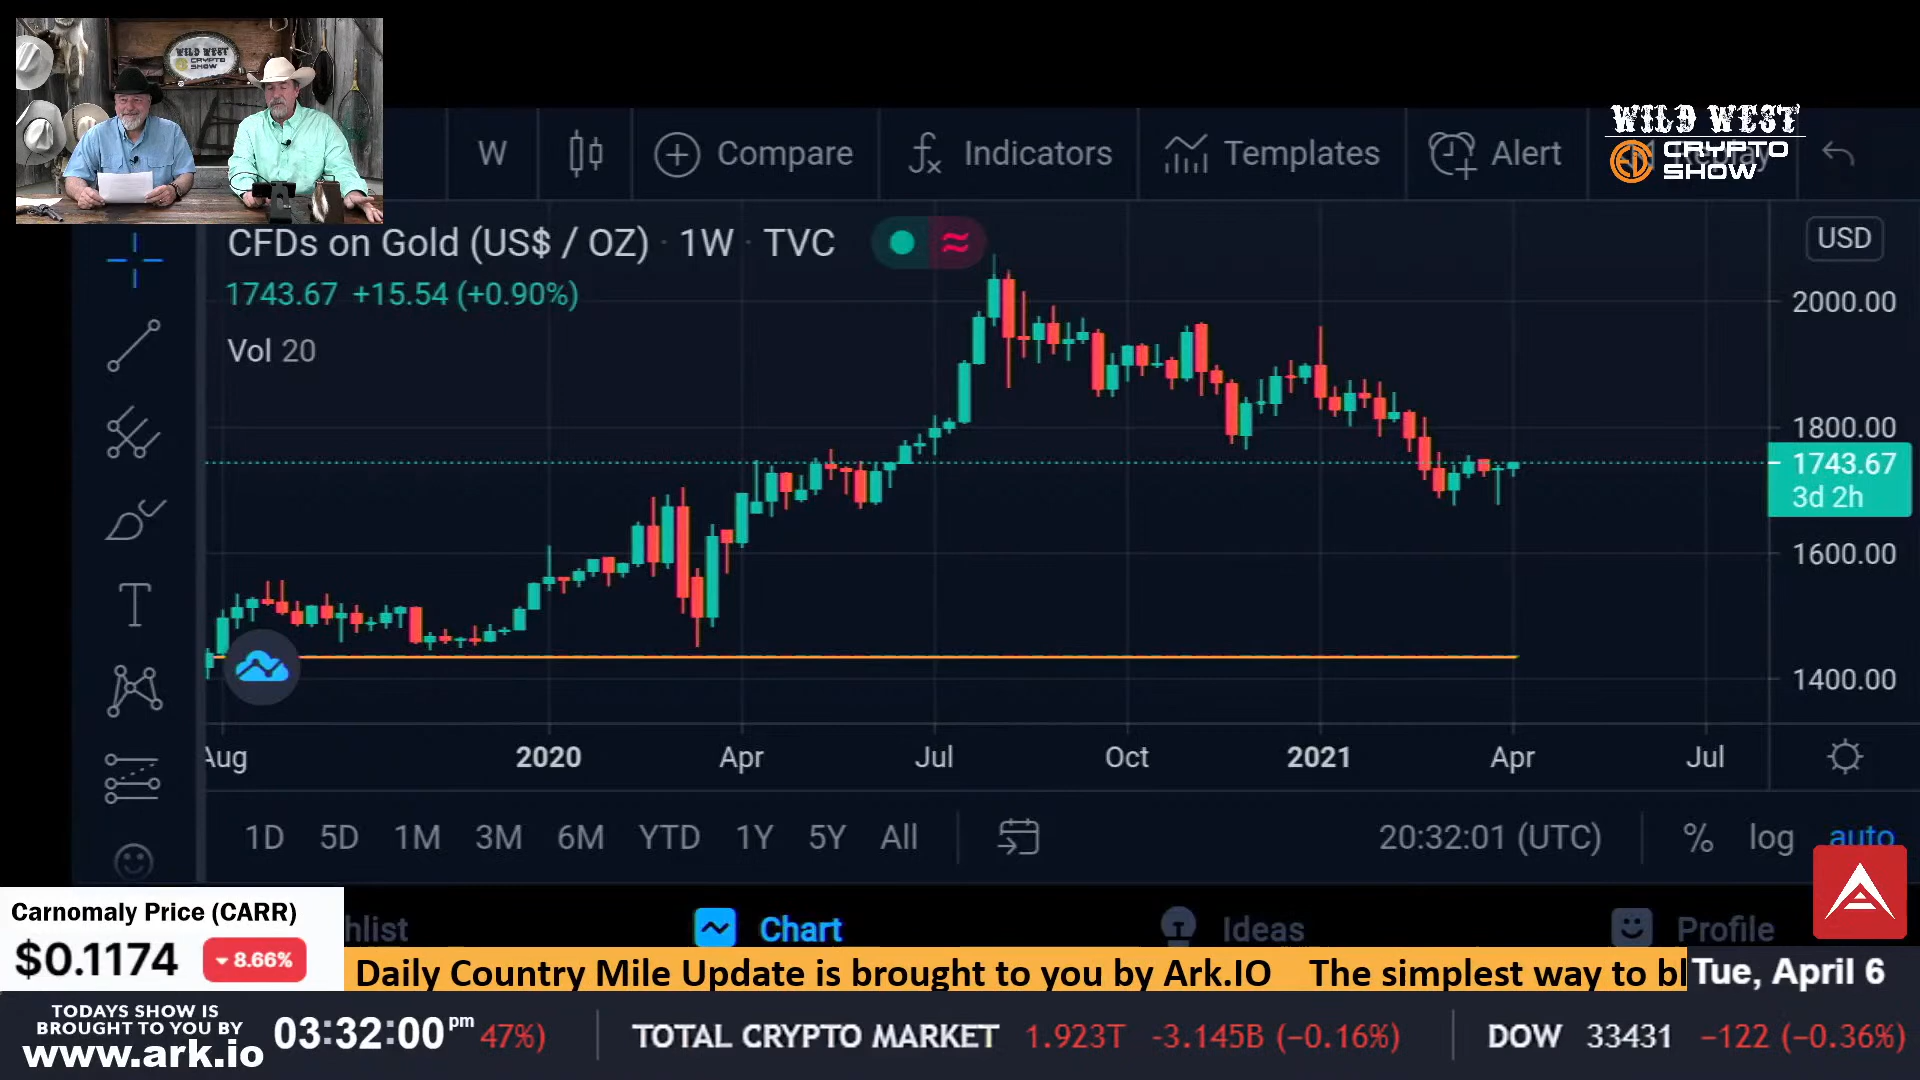 WILD WEST
CRYPTO
SHOW
W
Compare
Indicators
Templates
Alert
Replay
WILD WEST
CRYPTO
SHOW
CFDs on Gold (US$ / OZ) · 1W · TVC
USD
1743.67 +15.54 (+0.90%)
Vol 20
2000.00
1800.00
1743.67
3d 2h
1600.00
1400.00
Aug 2020 Apr Jul Oct 2021 Apr Jul
1D 5D 1M 3M 6M YTD 1Y 5Y All
20:32:01 (UTC)
% log auto
hlist
Chart
Ideas
Profile
Carnomaly Price (CARR)
$0.1174 8.66%
Daily Country Mile Update is brought to you by Ark.IO The simplest way to bl
Tue, April 6
TODAYS SHOW IS
BROUGHT TO YOU BY
www.ark.io
03:32:00 pm
47%)
TOTAL CRYPTO MARKET 1.923T -3.145B (−0.16%)
DOW 33431 −122 (−0.36%)